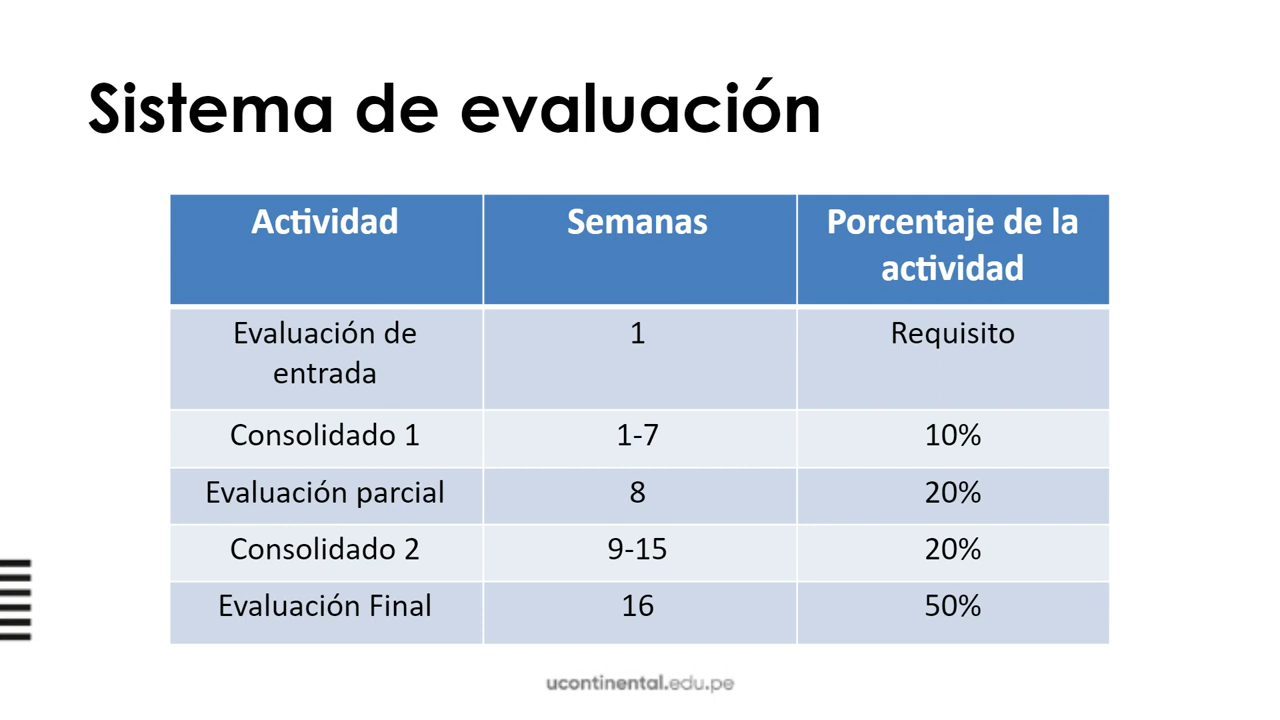 Sistema de evaluación
Actividad Semanas Porcentaje de la
actividad
Evaluación de 1 Requisito
entrada
Consolidado 1 1-7 10%
Evaluación parcial 8 20%
Consolidado 2 9-15 20%
Evaluación Final 16 50%
ucontinental.edu.pe